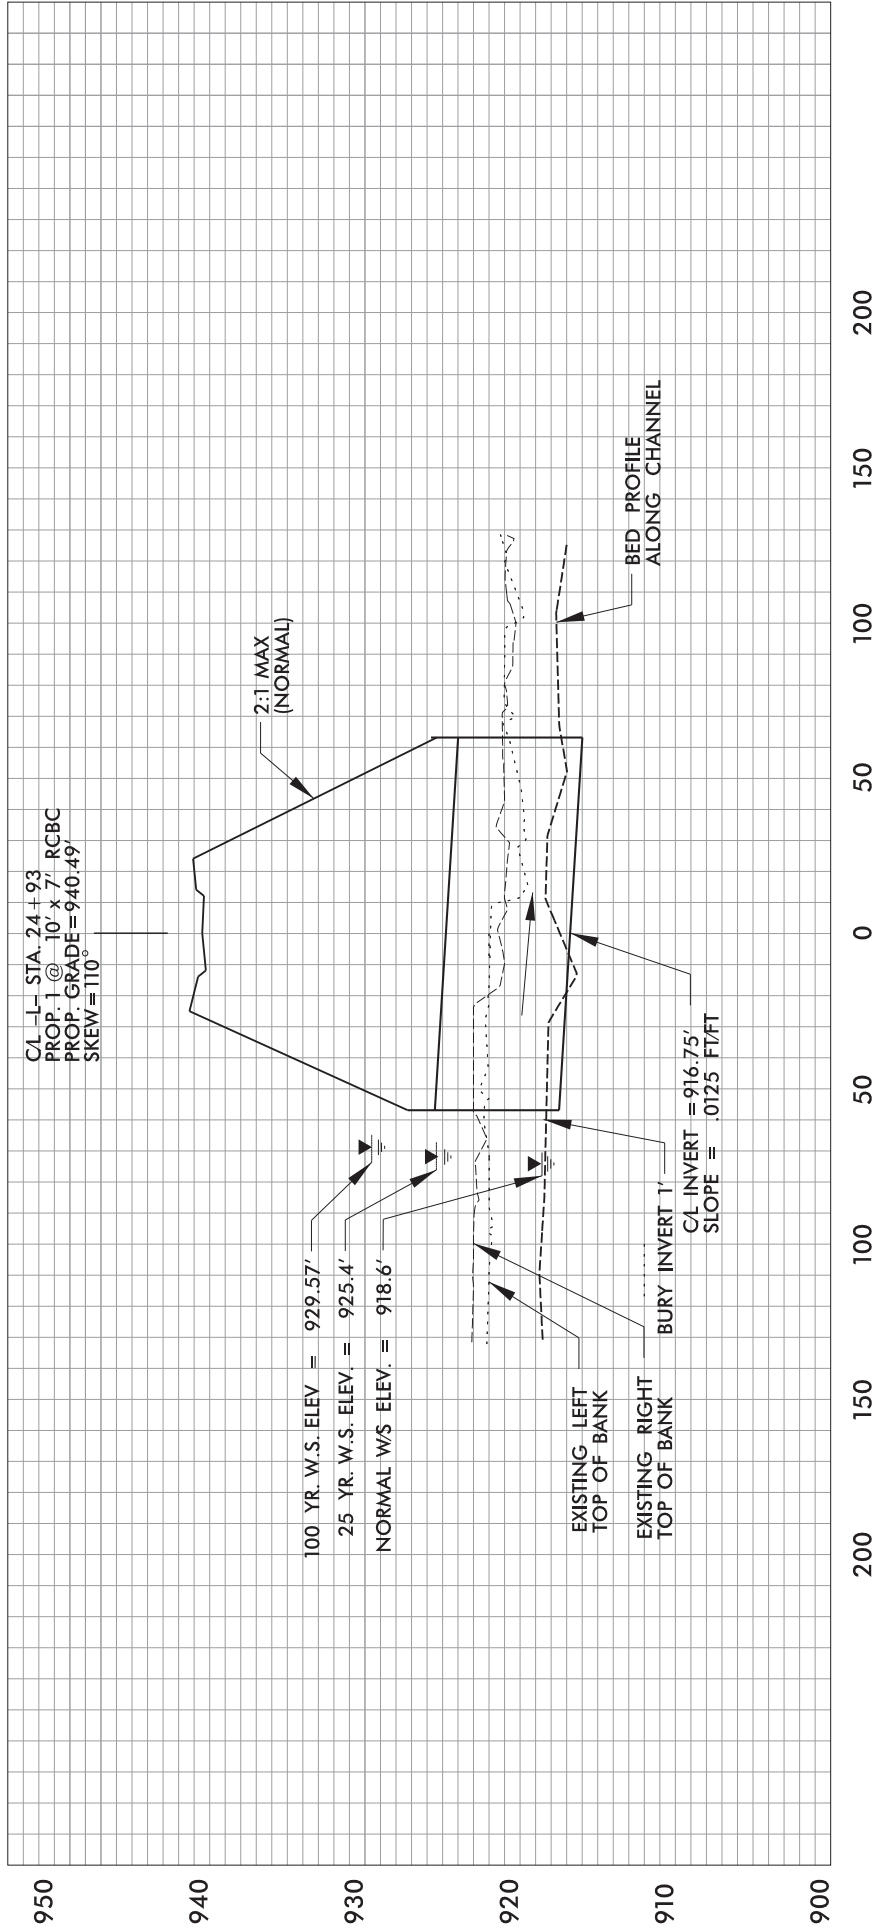 C/L -L- STA. 24+93
PROP. 1 @ 10' x 7' RCBC
PROP. GRADE = 940.49'
SKEW = 110°
2:1 MAX
(NORMAL)
100 YR. W.S. ELEV = 929.57'
25 YR. W.S. ELEV. = 925.4'
NORMAL W/S ELEV. = 918.6'
EXISTING LEFT
TOP OF BANK
EXISTING RIGHT
TOP OF BANK
BURY INVERT 1'
C/L INVERT = 916.75'
SLOPE = .0125 FT/FT
BED PROFILE
ALONG CHANNEL
950
940
930
920
910
900
200
150
100
50
0
50
100
150
200